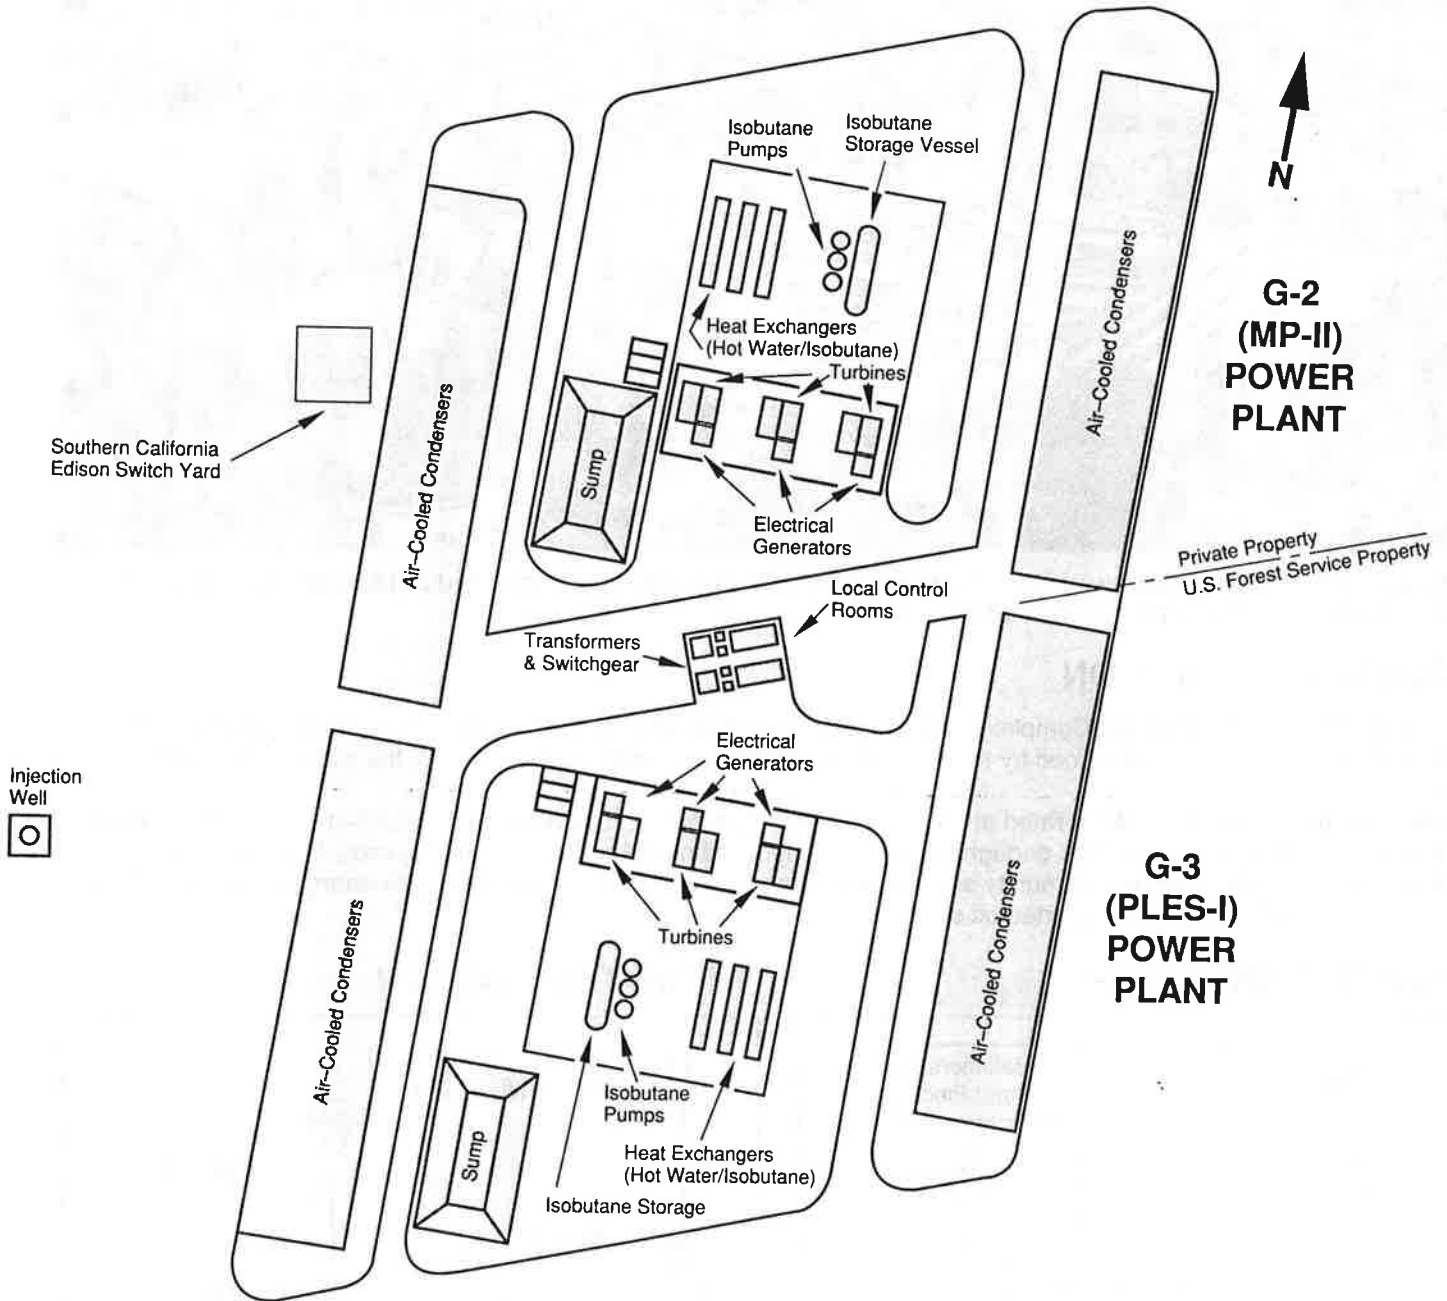 Isobutane
Pumps
Isobutane
Storage Vessel
N
Air–Cooled Condensers
G-2
(MP-II)
POWER
PLANT
Heat Exchangers
(Hot Water/Isobutane)
Turbines
Southern California
Edison Switch Yard
Air–Cooled Condensers
Sump
Electrical
Generators
Private Property
U.S. Forest Service Property
Local Control
Rooms
Transformers
& Switchgear
Electrical
Generators
Injection
Well
Air–Cooled Condensers
Turbines
Air–Cooled Condensers
G-3
(PLES-I)
POWER
PLANT
Isobutane
Pumps
Sump
Heat Exchangers
(Hot Water/Isobutane)
Isobutane Storage